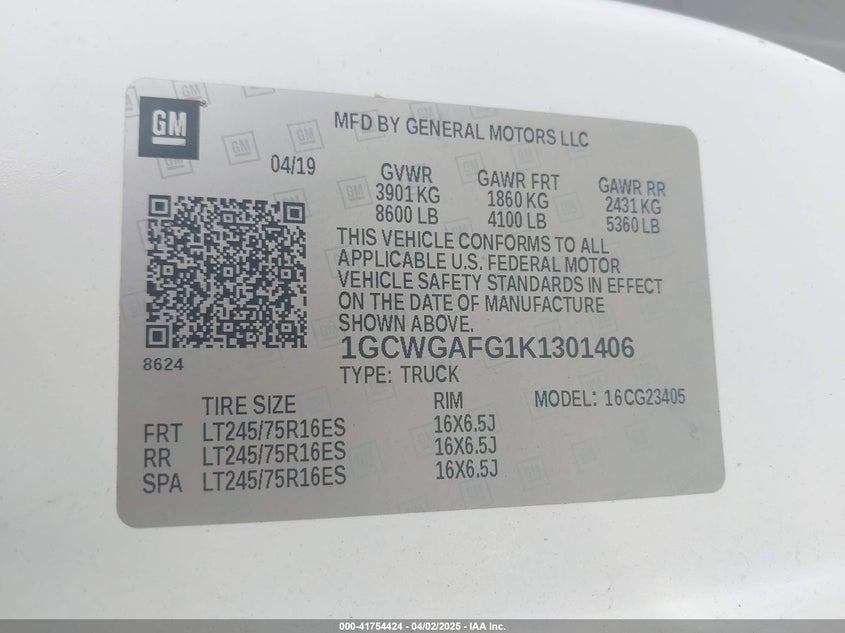 GM
MFD BY GENERAL MOTORS LLC
04/19
GVWR
3901 KG
8600 LB
GAWR FRT
1860 KG
4100 LB
GAWR RR
2431 KG
5360 LB
THIS VEHICLE CONFORMS TO ALL
APPLICABLE U.S. FEDERAL MOTOR
VEHICLE SAFETY STANDARDS IN EFFECT
ON THE DATE OF MANUFACTURE
SHOWN ABOVE.
8624
1GCWGAFG1K1301406
TYPE: TRUCK
TIRE SIZE RIM MODEL: 16CG23405
FRT LT245/75R16ES 16X6.5J
RR LT245/75R16ES 16X6.5J
SPA LT245/75R16ES 16X6.5J
000-41754424 - 04/02/2025 - IAA Inc.